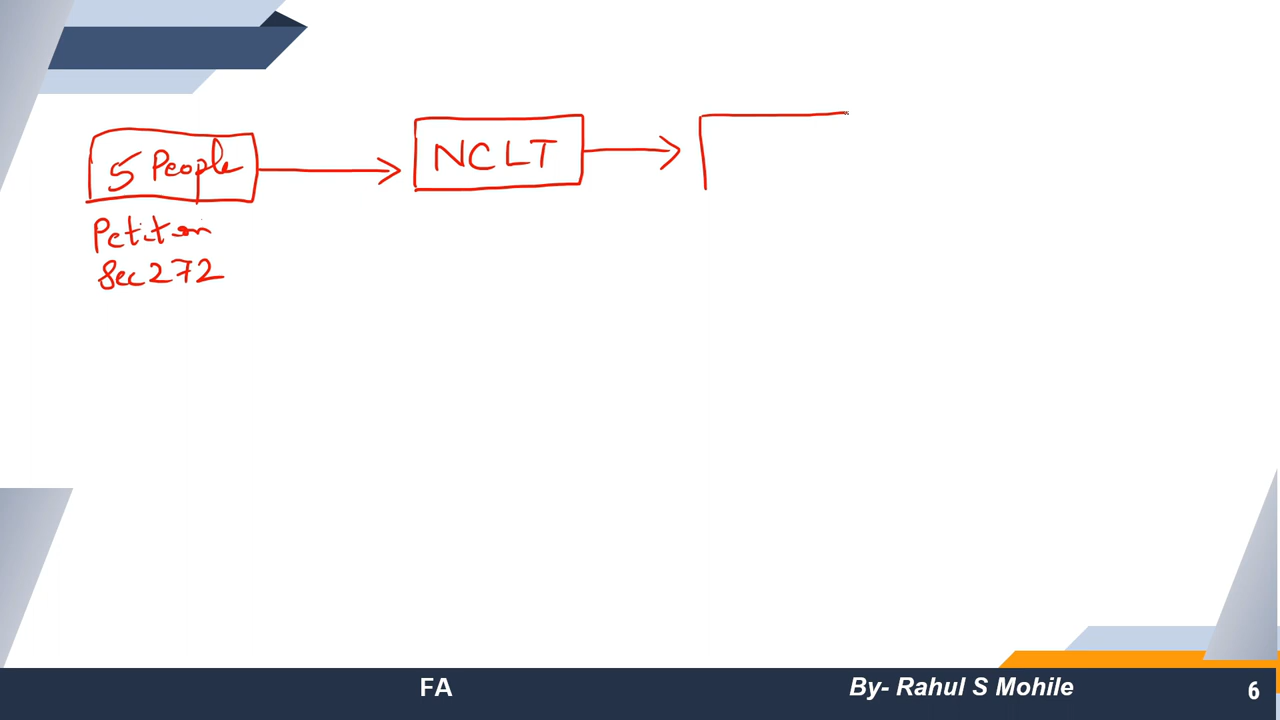 5 People
NCLT
Petition
Sec 272
FA
By- Rahul S Mohile
6